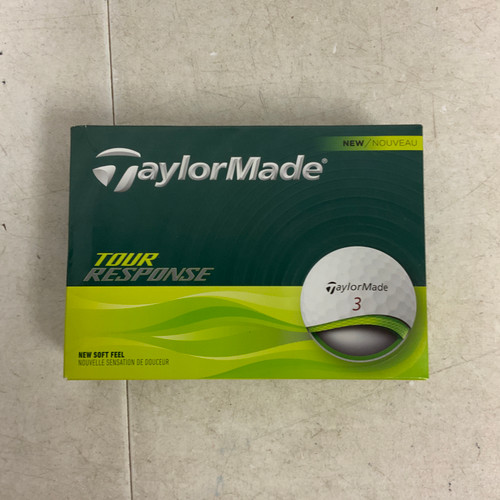 NEW/NOUVEAU
TaylorMade®
TOUR
RESPONSE
TaylorMade
3
NEW SOFT FEEL
NOUVELLE SENSATION DE DOUCEUR